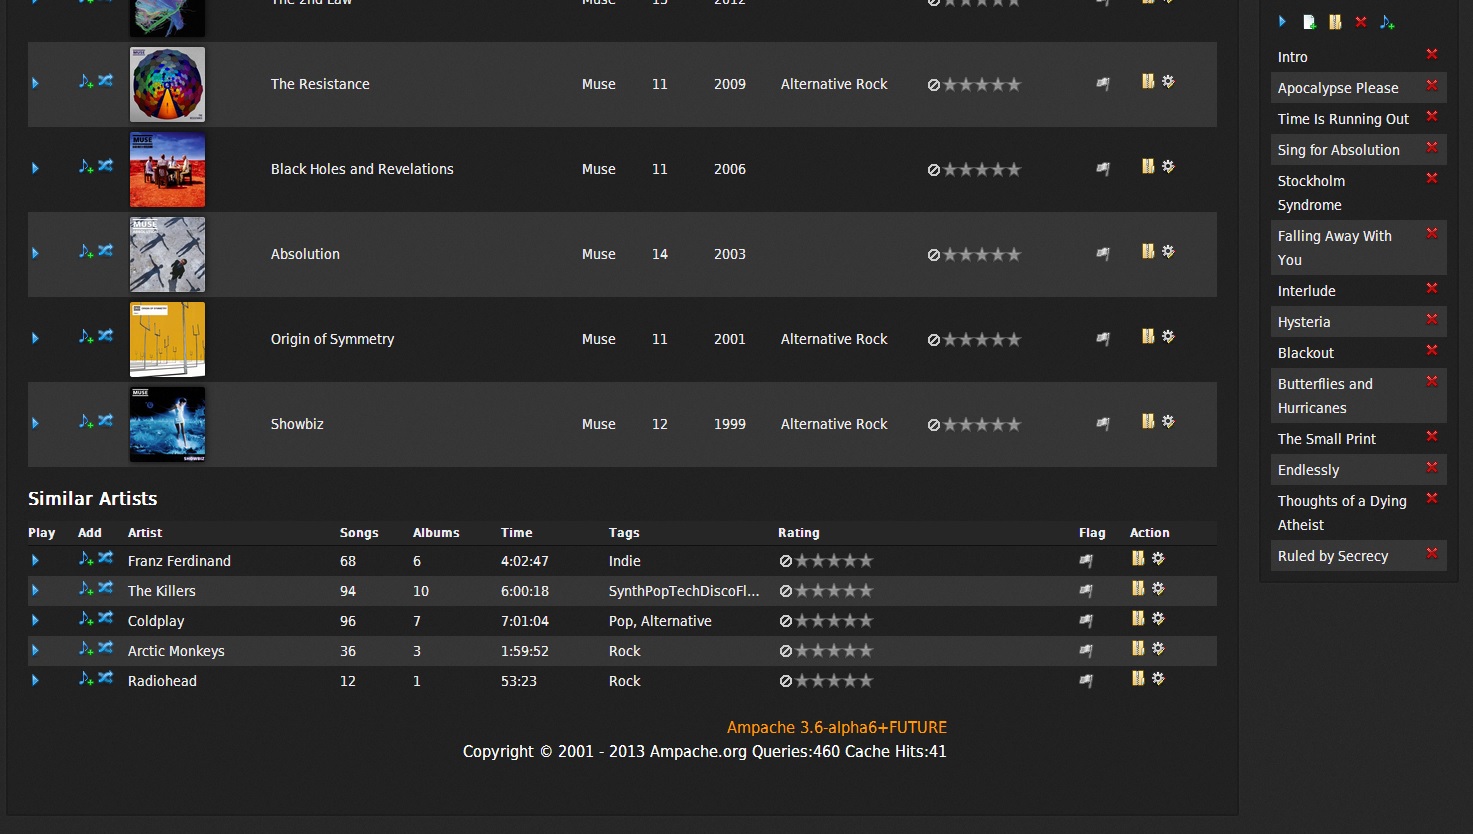 The 2nd Law Muse 13 2012
The Resistance Muse 11 2009 Alternative Rock
MUSE
Black Holes and Revelations Muse 11 2006
MUSE
Absolution Muse 14 2003
Origin of Symmetry Muse 11 2001 Alternative Rock
MUSE
Showbiz Muse 12 1999 Alternative Rock
SHOWBIZ
Similar Artists
Play Add Artist Songs Albums Time Tags Rating Flag Action
Franz Ferdinand 68 6 4:02:47 Indie
The Killers 94 10 6:00:18 SynthPopTechDiscoFl...
Coldplay 96 7 7:01:04 Pop, Alternative
Arctic Monkeys 36 3 1:59:52 Rock
Radiohead 12 1 53:23 Rock
Ampache 3.6-alpha6+FUTURE
Copyright © 2001 - 2013 Ampache.org Queries:460 Cache Hits:41
Intro
Apocalypse Please
Time Is Running Out
Sing for Absolution
Stockholm
Syndrome
Falling Away With
You
Interlude
Hysteria
Blackout
Butterflies and
Hurricanes
The Small Print
Endlessly
Thoughts of a Dying
Atheist
Ruled by Secrecy